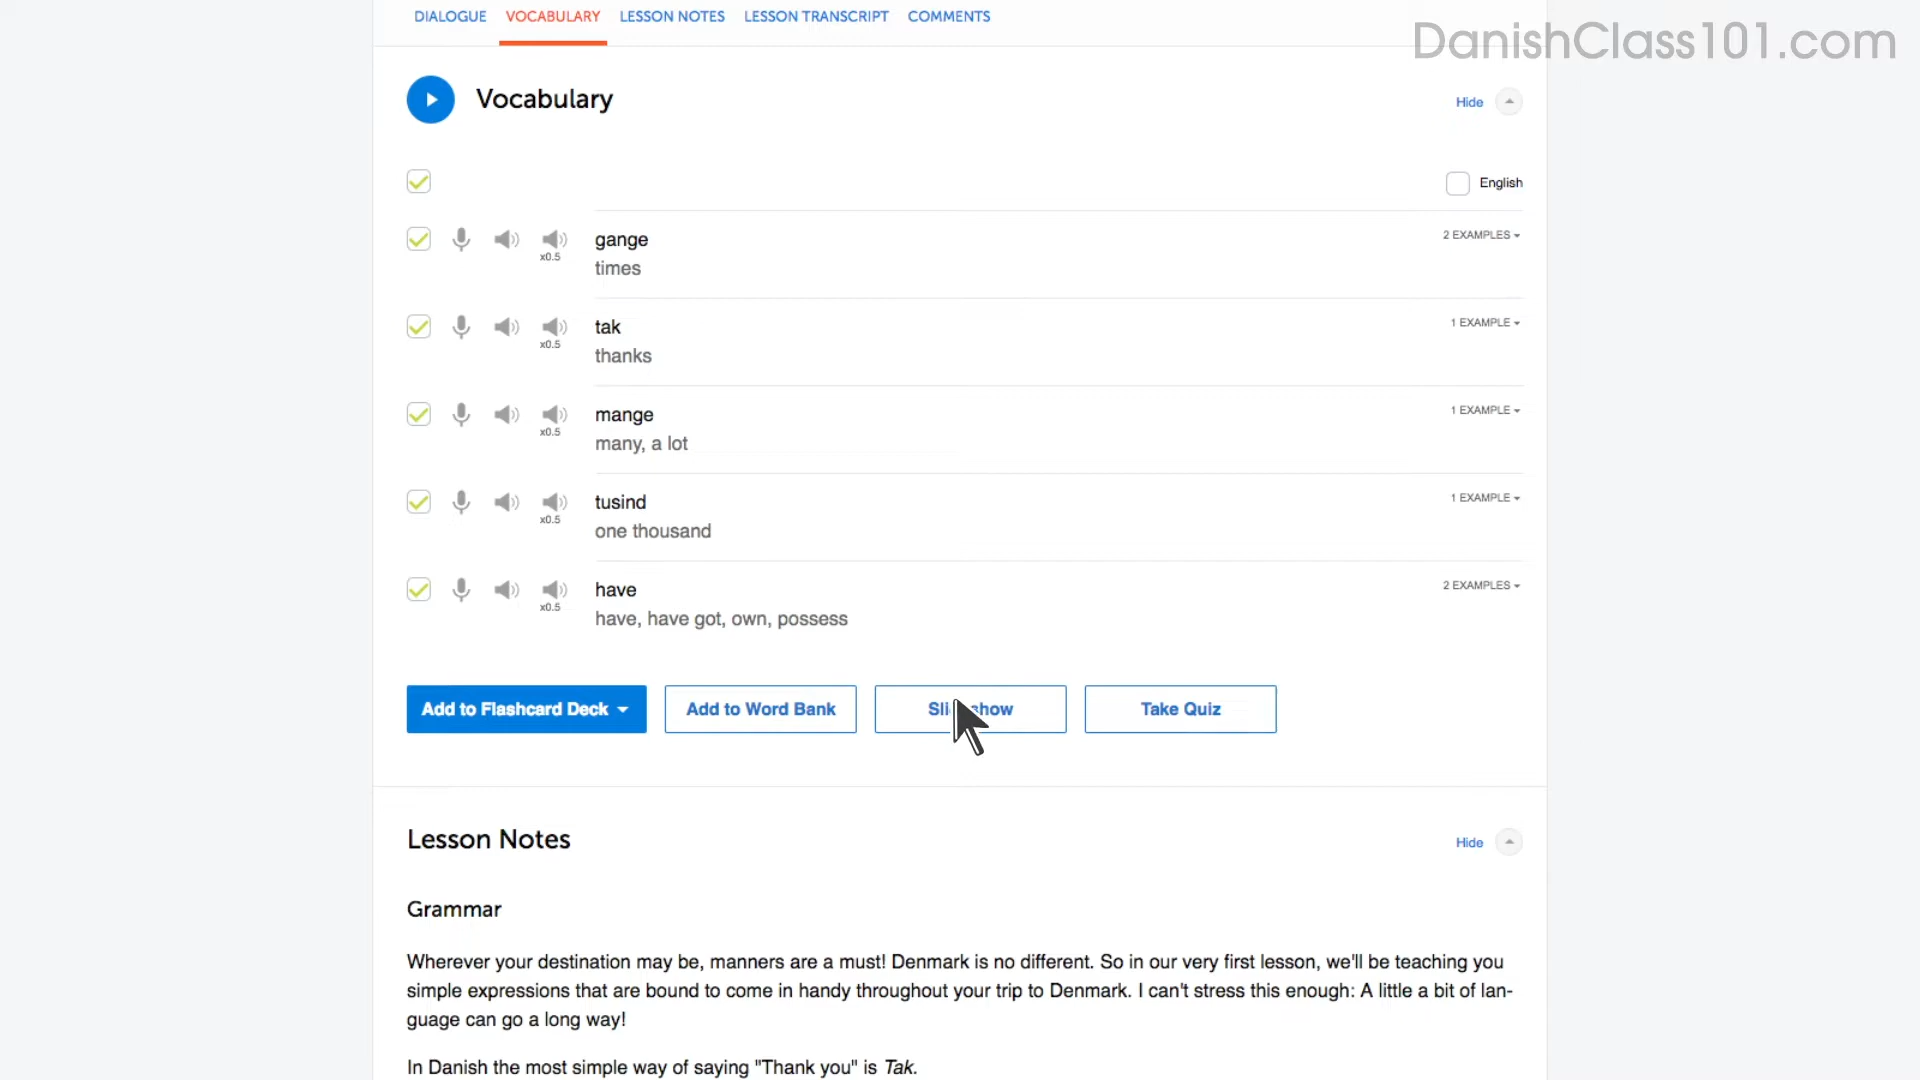 DIALOGUE VOCABULARY LESSON NOTES LESSON TRANSCRIPT COMMENTS
DanishClass101.com
Vocabulary
Hide
English
gange
2 EXAMPLES
x0.5
times
tak
1 EXAMPLE
x0.5
thanks
mange
1 EXAMPLE
x0.5
many, a lot
tusind
1 EXAMPLE
x0.5
one thousand
have
2 EXAMPLES
x0.5
have, have got, own, possess
Add to Flashcard Deck Add to Word Bank Slideshow Take Quiz
Lesson Notes
Hide
Grammar
Wherever your destination may be, manners are a must! Denmark is no different. So in our very first lesson, we'll be teaching you
simple expressions that are bound to come in handy throughout your trip to Denmark. I can't stress this enough: A little a bit of lan-
guage can go a long way!
In Danish the most simple way of saying "Thank you" is Tak.